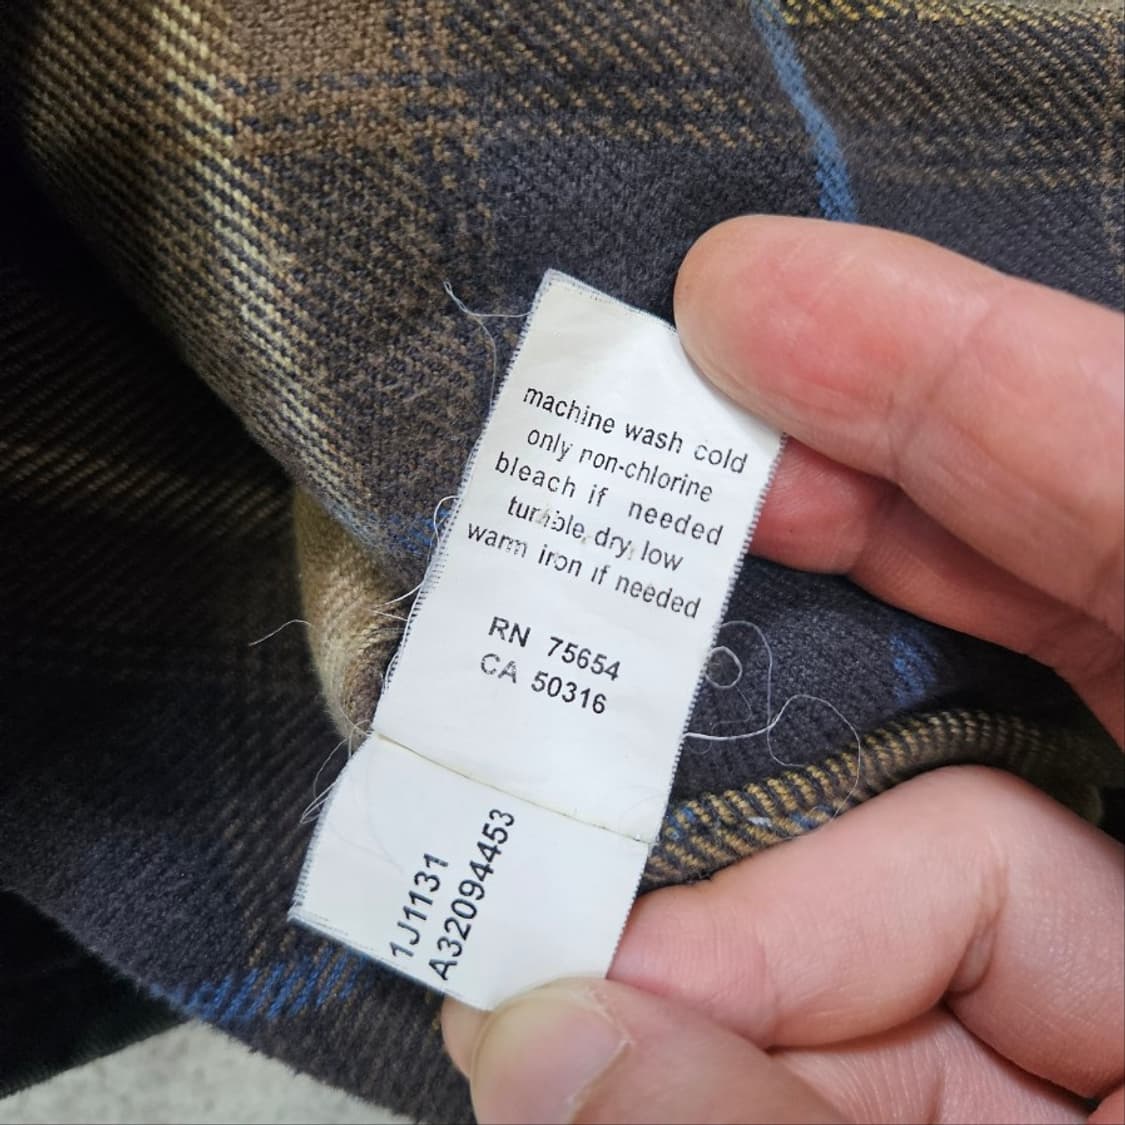 machine wash cold
only non-chlorine
bleach if needed
tumble dry low
warm iron if needed
RN 75654
CA 50316
1J1131
A32094453